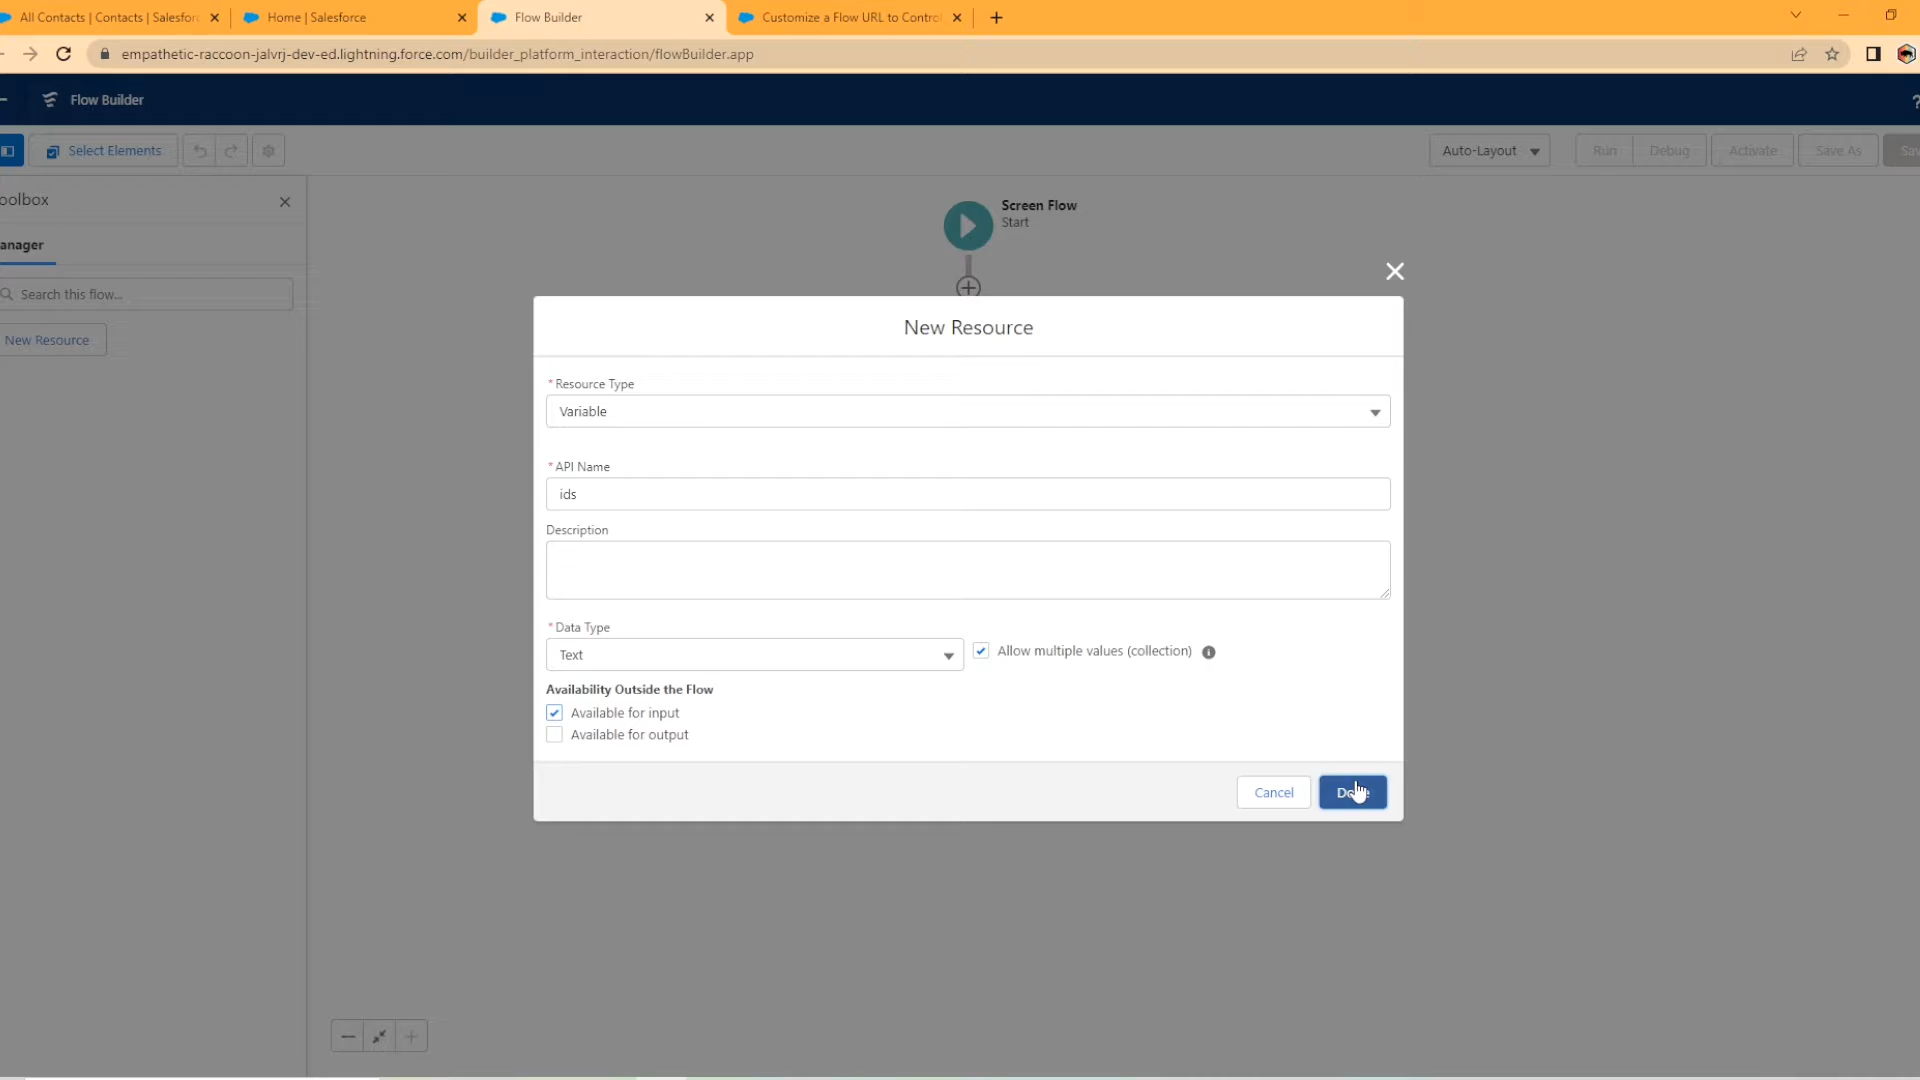 All Contacts | Contacts | Salesfor
Home | Salesforce
Flow Builder
Customize a Flow URL to Contro
empathetic-raccoon-jalvrj-dev-ed.lightning.force.com/builder_platform_interaction/flowBuilder.app
Flow Builder
?
Select Elements
Auto-Layout
Run
Debug
Activate
Save As
Sav
oolbox
anager
Search this flow...
New Resource
Screen Flow
Start
New Resource
*Resource Type
Variable
*API Name
ids
Description
*Data Type
Text
Allow multiple values (collection)
Availability Outside the Flow
Available for input
Available for output
Cancel